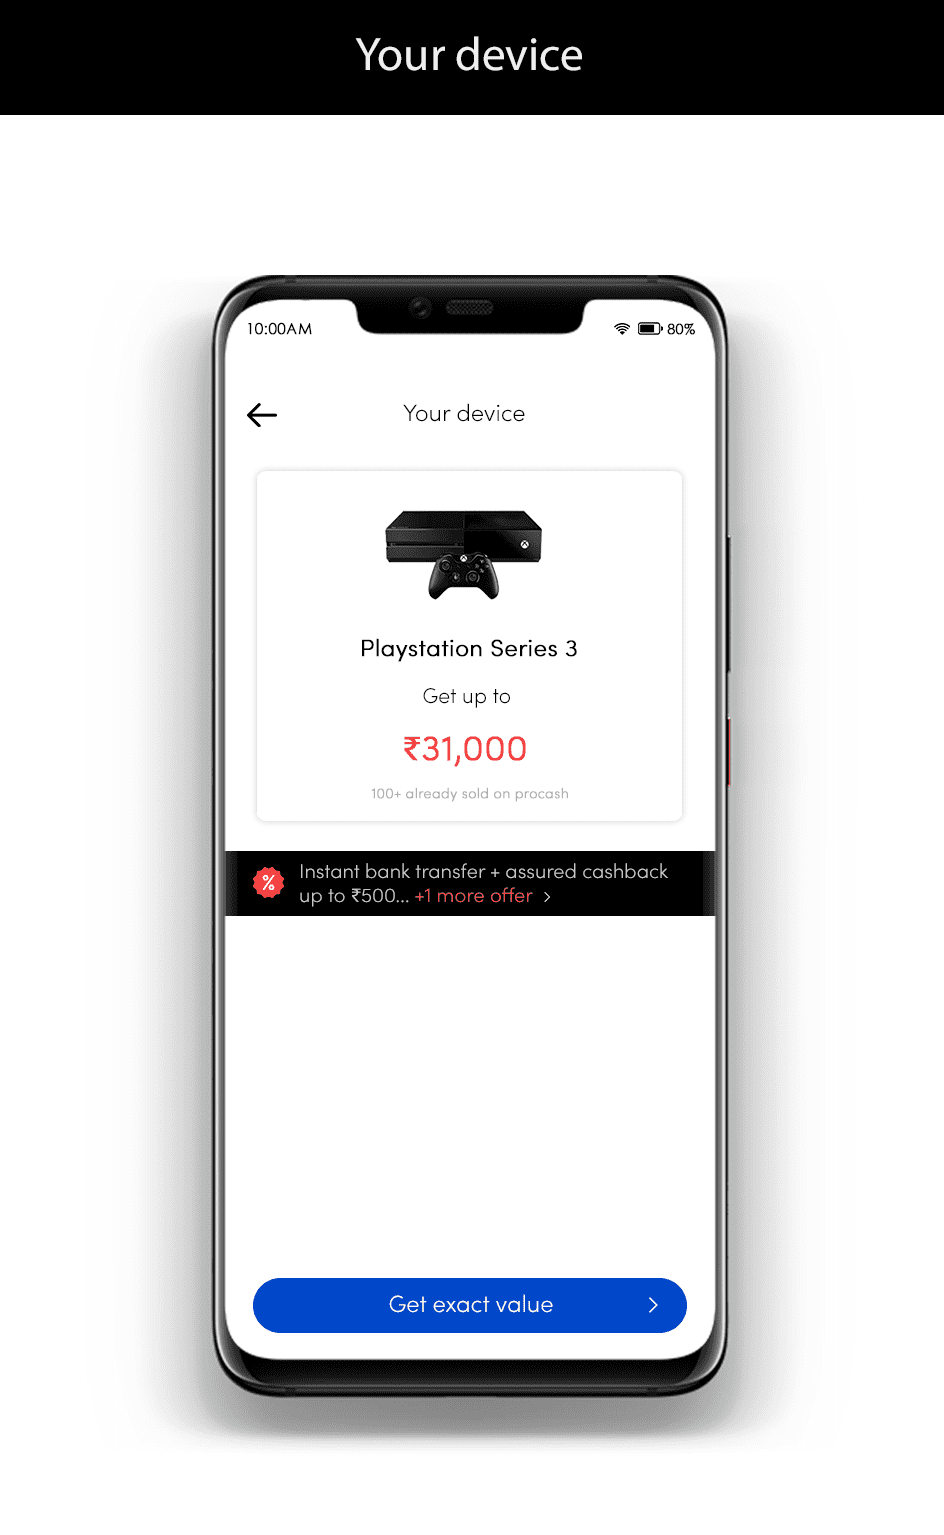 Your device
10:00AM
80%
Your device
Playstation Series 3
Get up to
₹31,000
100+ already sold on procash
%
Instant bank transfer + assured cashback
up to ₹500... +1 more offer >
Get exact value >